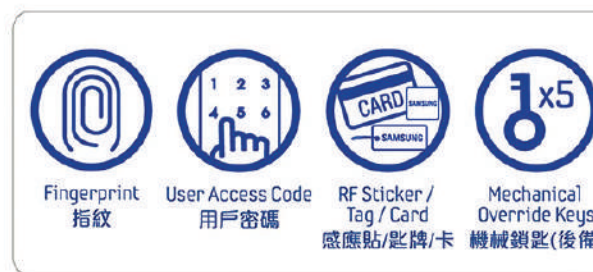 1 2 3
4 5 6
CARD
SAMSUNG
SAMSUNG
x5
Fingerprint
指紋
User Access Code
用戶密碼
RF Sticker /
Tag / Card
感應貼/匙牌/卡
Mechanical
Override Keys
機械鎖匙(後備